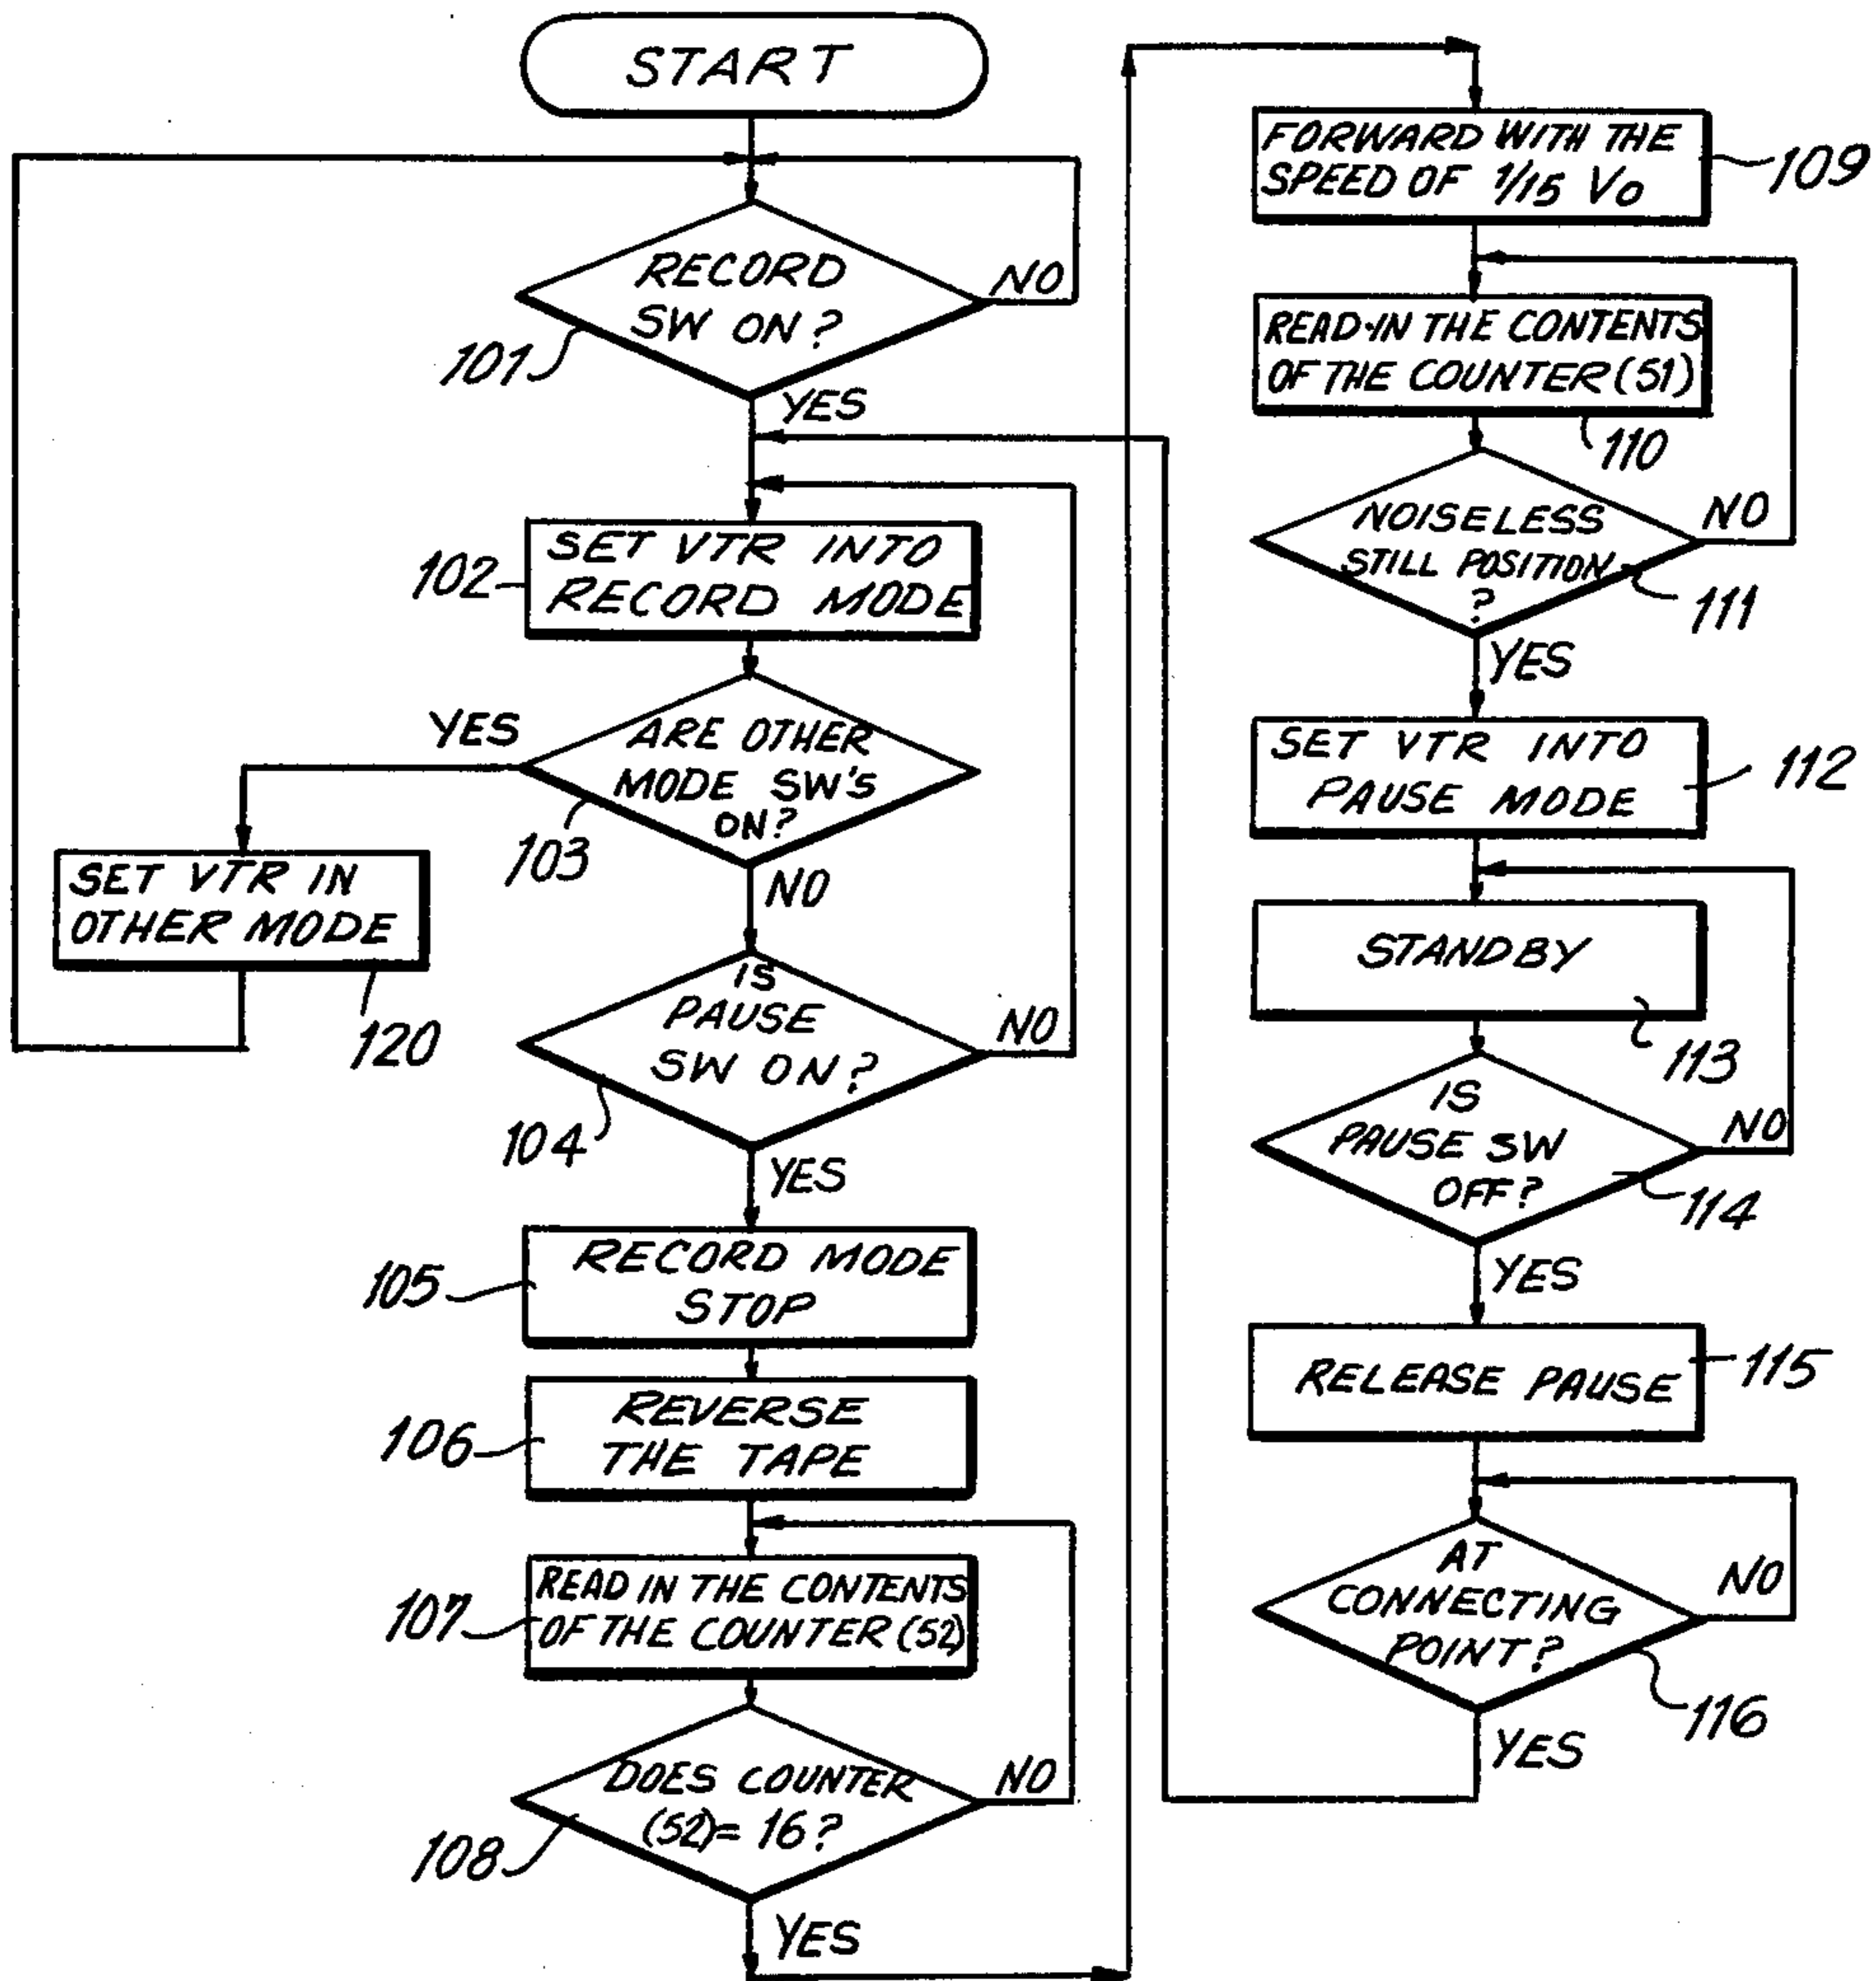 START
RECORD
SW ON?
NO
101
YES
SET VTR INTO
RECORD MODE
102
ARE OTHER
MODE SW'S
ON?
YES
103
NO
SET VTR IN
OTHER MODE
120
IS
PAUSE
SW ON?
NO
104
YES
RECORD MODE
STOP
105
REVERSE
THE TAPE
106
READ IN THE CONTENTS
OF THE COUNTER (52)
107
DOES COUNTER
(52)= 16?
NO
108
YES
FORWARD WITH THE
SPEED OF 1/15 Vo
109
READ-IN THE CONTENTS
OF THE COUNTER (51)
110
NOISELESS
STILL POSITION
?
NO
111
YES
SET VTR INTO
PAUSE MODE
112
STANDBY
113
IS
PAUSE SW
OFF?
NO
114
YES
RELEASE PAUSE
115
AT
CONNECTING
POINT?
NO
116
YES